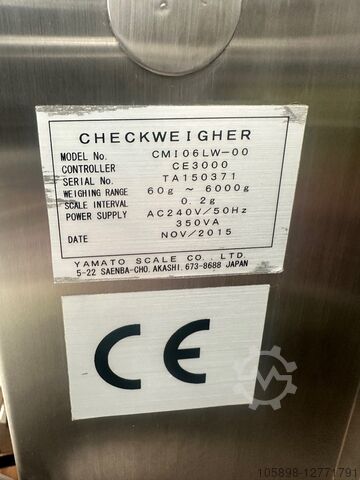 CHECKWEIGHER
MODEL No. CMI06LW-00
CONTROLLER CE3000
SERIAL No. TA150371
WEIGHING RANGE 60g ~ 6000g
SCALE INTERVAL 0.2g
POWER SUPPLY AC240V/50Hz
350VA
DATE NOV/2015
YAMATO SCALE CO., LTD.
5-22 SAENBA-CHO. AKASHI. 673-8688 JAPAN
CE
105898-12771791